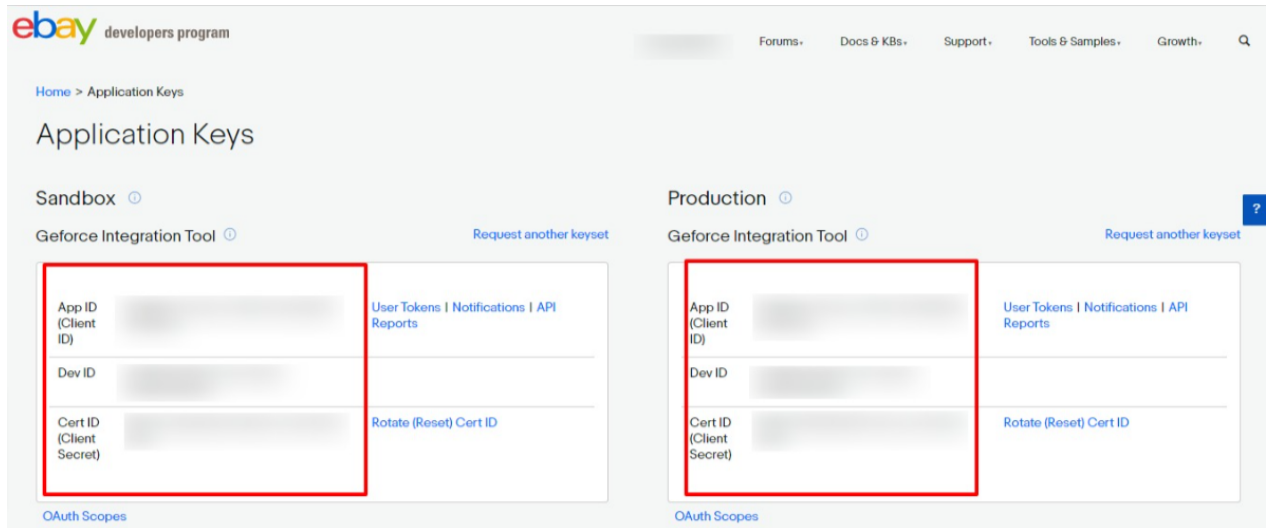 ebay developers program
Forums
Docs & KBs
Support
Tools & Samples
Growth
Home > Application Keys
Application Keys
Sandbox
Geforce Integration Tool
Request another keyset
App ID
(Client
ID)
User Tokens | Notifications | API
Reports
Dev ID
Cert ID
(Client
Secret)
Rotate (Reset) Cert ID
OAuth Scopes
Production
?
Geforce Integration Tool
Request another keyset
App ID
(Client
ID)
User Tokens | Notifications | API
Reports
Dev ID
Cert ID
(Client
Secret)
Rotate (Reset) Cert ID
OAuth Scopes